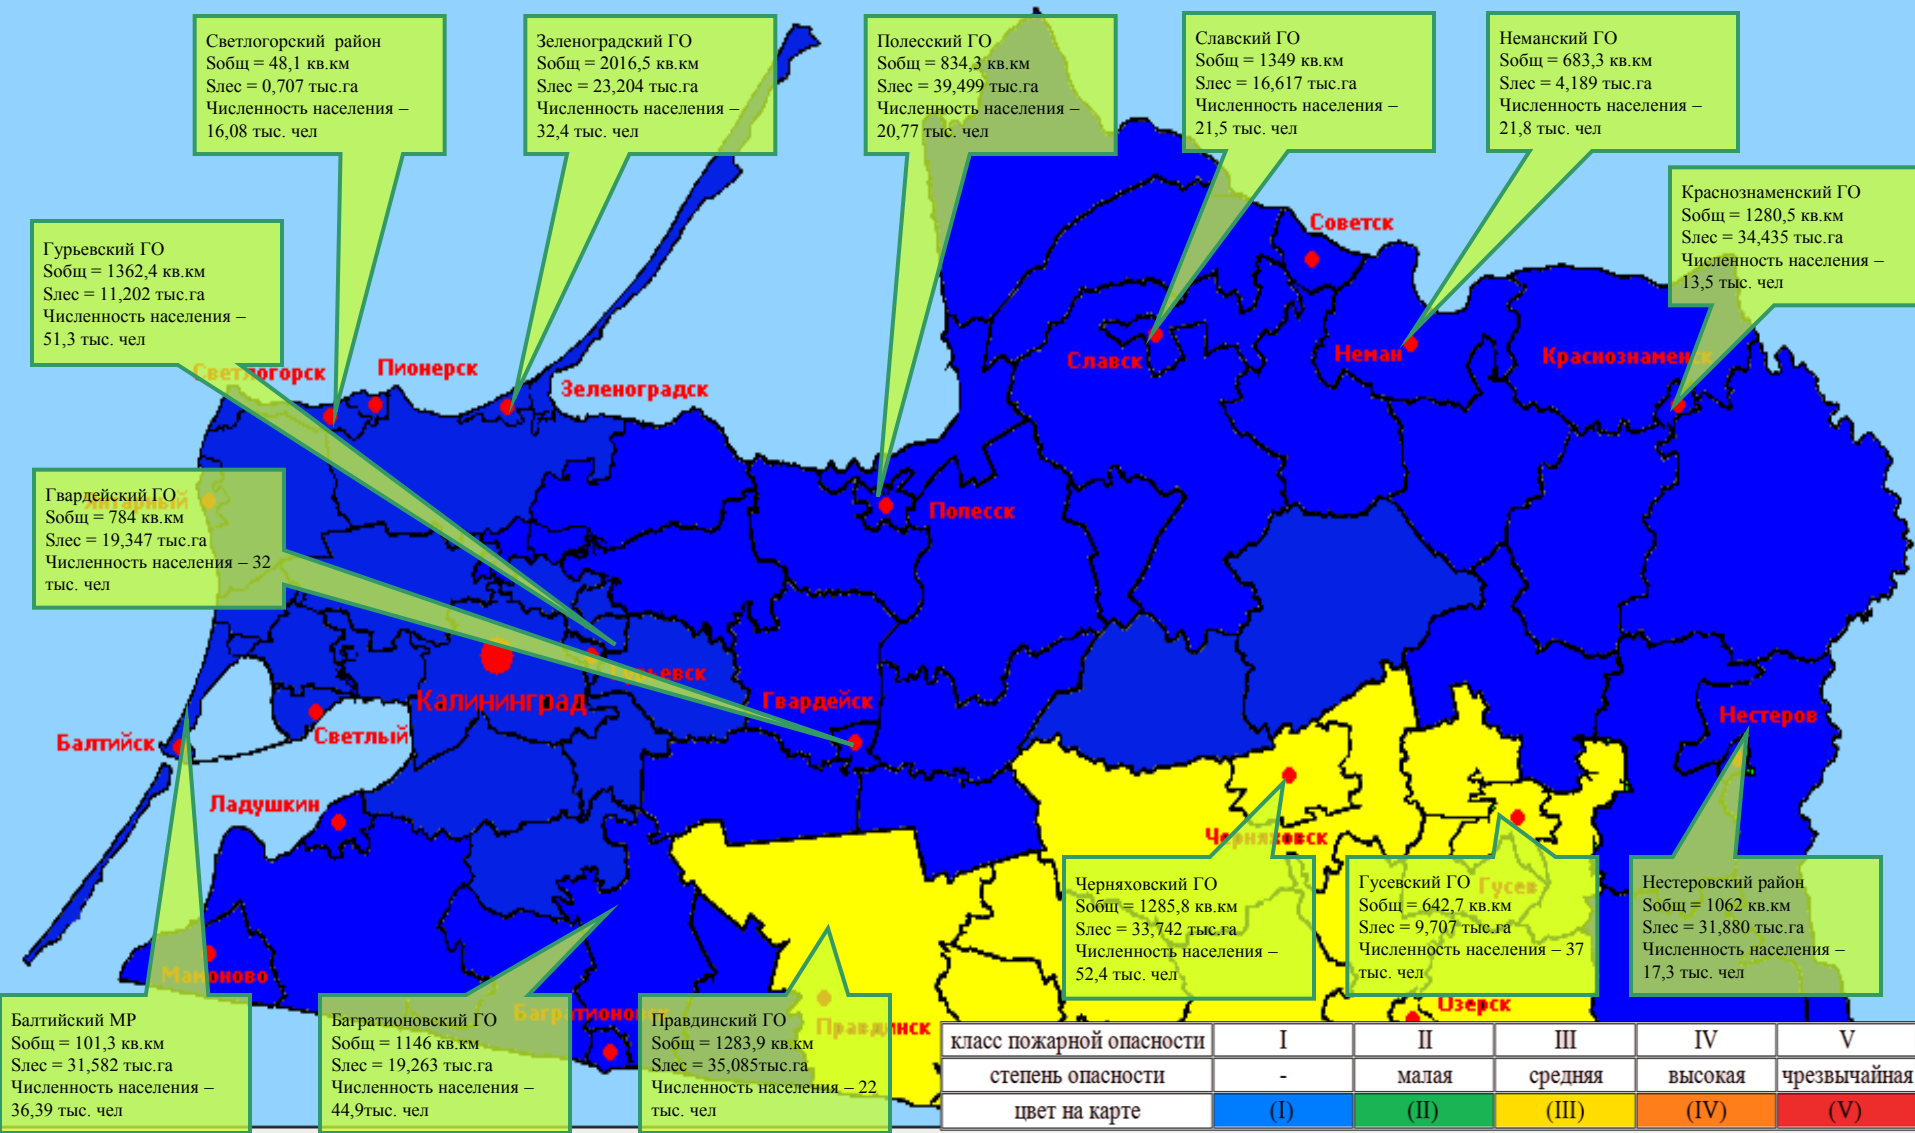 Светлогорский район
Sобщ = 48,1 кв.км
Sлес = 0,707 тыс.га
Численность населения –
16,08 тыс. чел
Зеленоградский ГО
Sобщ = 2016,5 кв.км
Sлес = 23,204 тыс.га
Численность населения –
32,4 тыс. чел
Полесский ГО
Sобщ = 834,3 кв.км
Sлес = 39,499 тыс.га
Численность населения –
20,77 тыс. чел
Славский ГО
Sобщ = 1349 кв.км
Sлес = 16,617 тыс.га
Численность населения –
21,5 тыс. чел
Неманский ГО
Sобщ = 683,3 кв.км
Sлес = 4,189 тыс.га
Численность населения –
21,8 тыс. чел
Краснознаменский ГО
Sобщ = 1280,5 кв.км
Sлес = 34,435 тыс.га
Численность населения –
13,5 тыс. чел
Гурьевский ГО
Sобщ = 1362,4 кв.км
Sлес = 11,202 тыс.га
Численность населения –
51,3 тыс. чел
Советск
Славск
Неман
Краснознаменск
Светлогорск
Пионерск
Зеленоградск
Гвардейский ГО
Sобщ = 784 кв.км
Sлес = 19,347 тыс.га
Численность населения – 32
тыс. чел
Янтарный
Полесск
Гурьевск
Калининград
Гвардейск
Нестеров
Балтийск
Светлый
Ладушкин
Черняховск
Гусев
Мамоново
Багратионовск
Правдинск
Озерск
Черняховский ГО
Sобщ = 1285,8 кв.км
Sлес = 33,742 тыс.га
Численность населения –
52,4 тыс. чел
Гусевский ГО
Sобщ = 642,7 кв.км
Sлес = 9,707 тыс.га
Численность населения – 37
тыс. чел
Нестеровский район
Sобщ = 1062 кв.км
Sлес = 31,880 тыс.га
Численность населения –
17,3 тыс. чел
Балтийский МР
Sобщ = 101,3 кв.км
Sлес = 31,582 тыс.га
Численность населения –
36,39 тыс. чел
Багратионовский ГО
Sобщ = 1146 кв.км
Sлес = 19,263 тыс.га
Численность населения –
44,9тыс. чел
Правдинский ГО
Sобщ = 1283,9 кв.км
Sлес = 35,085тыс.га
Численность населения – 22
тыс. чел
класс пожарной опасности I II III IV V
степень опасности - малая средняя высокая чрезвычайная
цвет на карте (I) (II) (III) (IV) (V)